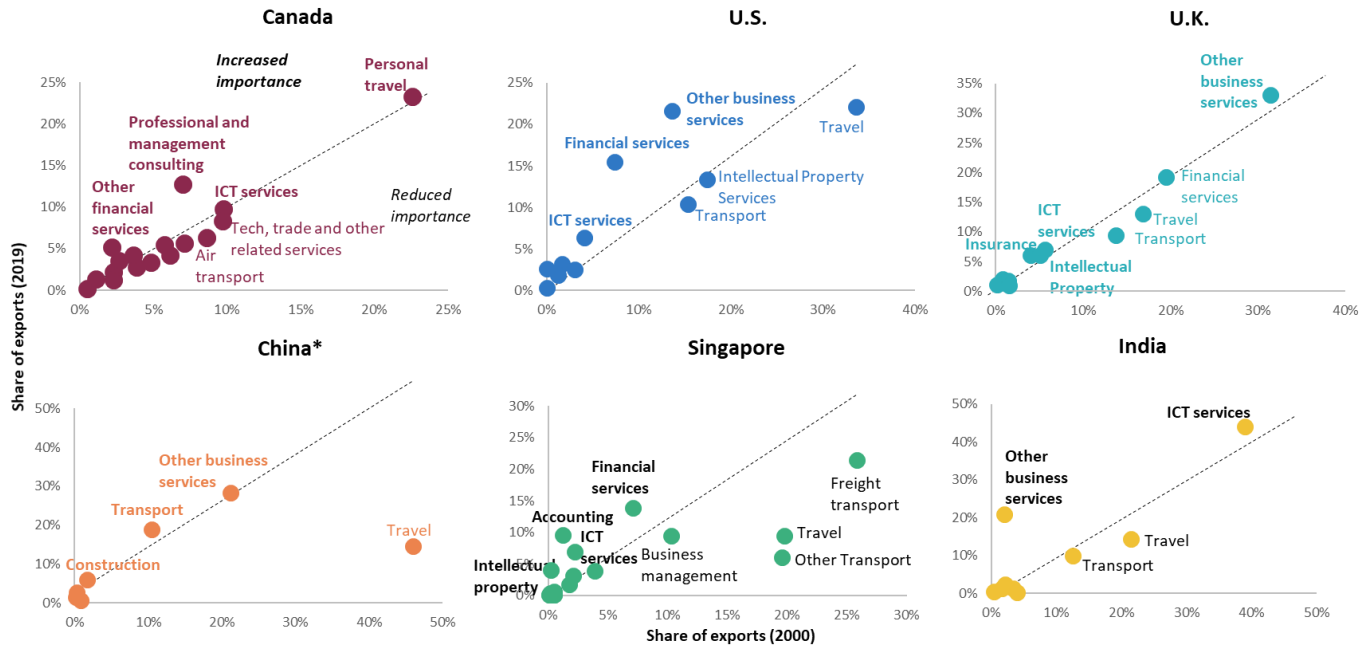 Canada
U.S.
U.K.
Share of exports (2019)
Increased
importance
Personal
travel
Professional and
management
consulting
Other
financial
services
ICT services
Reduced
importance
Tech, trade and other
related services
Air
transport
25%
20%
15%
10%
5%
0%
0%
5%
10%
15%
20%
25%
Other business
services
Travel
Financial services
Intellectual Property
Services
Transport
ICT services
25%
20%
15%
10%
5%
0%
0%
10%
20%
30%
40%
Other
business
services
Financial
services
ICT
services
Travel
Transport
Insurance
Intellectual
Property
35%
30%
25%
20%
15%
10%
5%
0%
0%
10%
20%
30%
40%
China*
Singapore
India
Other business
services
Transport
Travel
Construction
50%
40%
30%
20%
10%
0%
0%
10%
20%
30%
40%
50%
Financial
services
Freight
transport
Accounting
ICT
services
Travel
Business
management
Other Transport
Intellectual
property
30%
25%
20%
15%
10%
5%
0%
0%
5%
10%
15%
20%
25%
30%
Share of exports (2000)
ICT services
Other
business
services
Travel
Transport
50%
40%
30%
20%
10%
0%
0%
10%
20%
30%
40%
50%